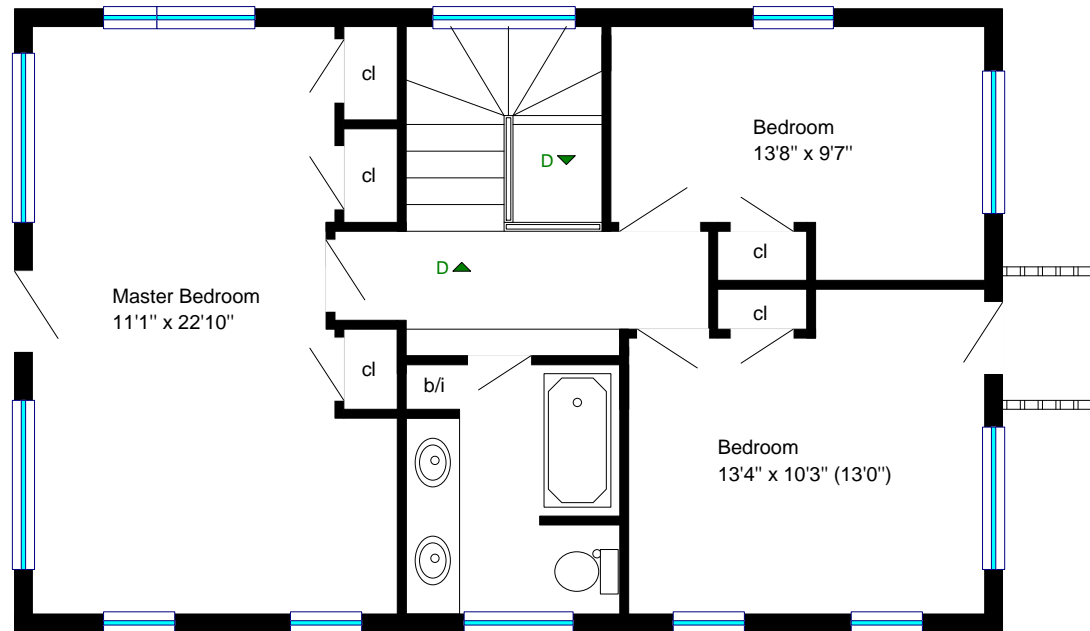 cl
Bedroom
13'8" x 9'7"
D
cl
cl
D
Master Bedroom
11'1" x 22'10"
cl
cl
b/i
Bedroom
13'4" x 10'3" (13'0")